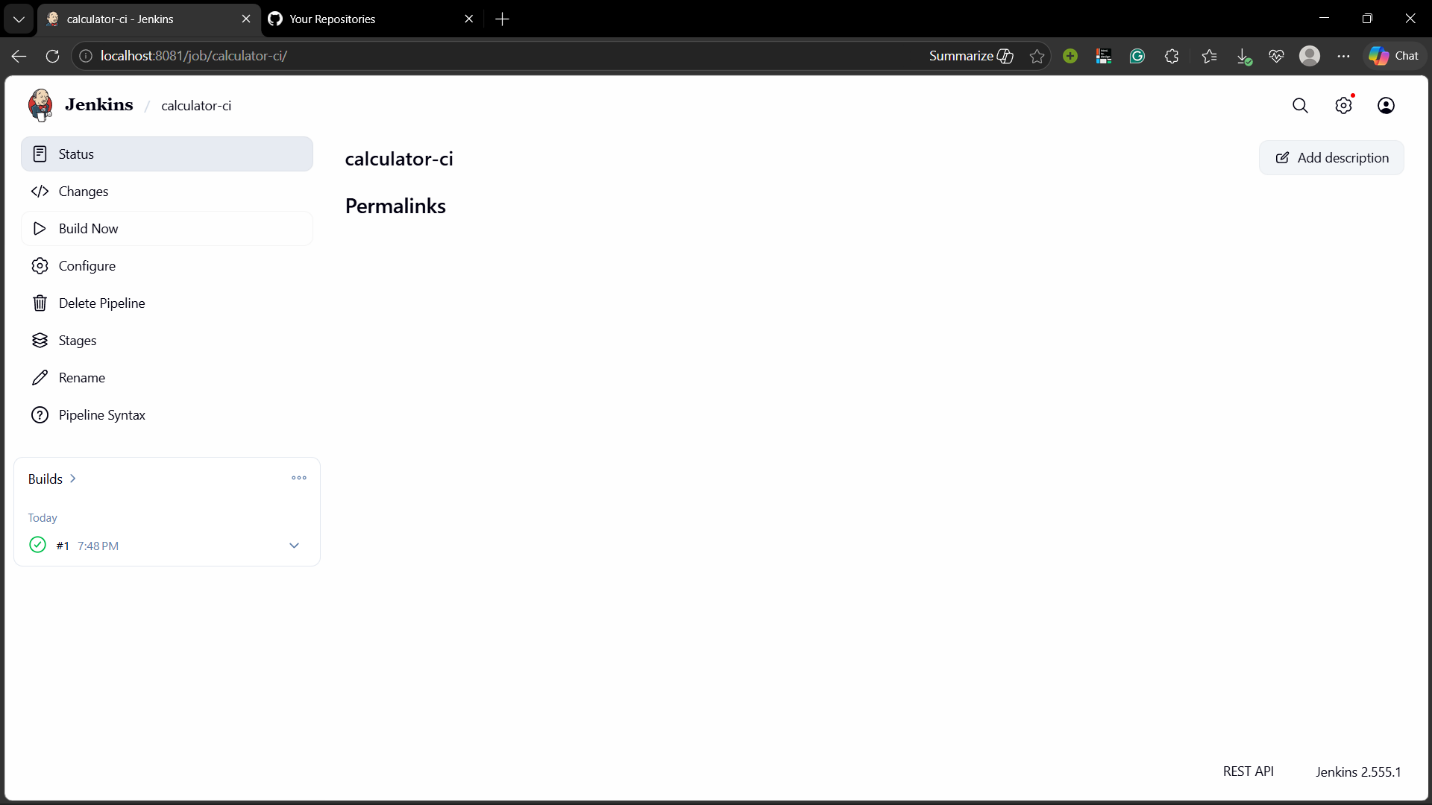 calculator-ci - Jenkins
Your Repositories
localhost:8081/job/calculator-ci/
Summarize
Chat
Jenkins / calculator-ci
Status
Changes
Build Now
Configure
Delete Pipeline
Stages
Rename
Pipeline Syntax
Builds
Today
#1 7:48 PM
calculator-ci
Add description
Permalinks
REST API
Jenkins 2.555.1